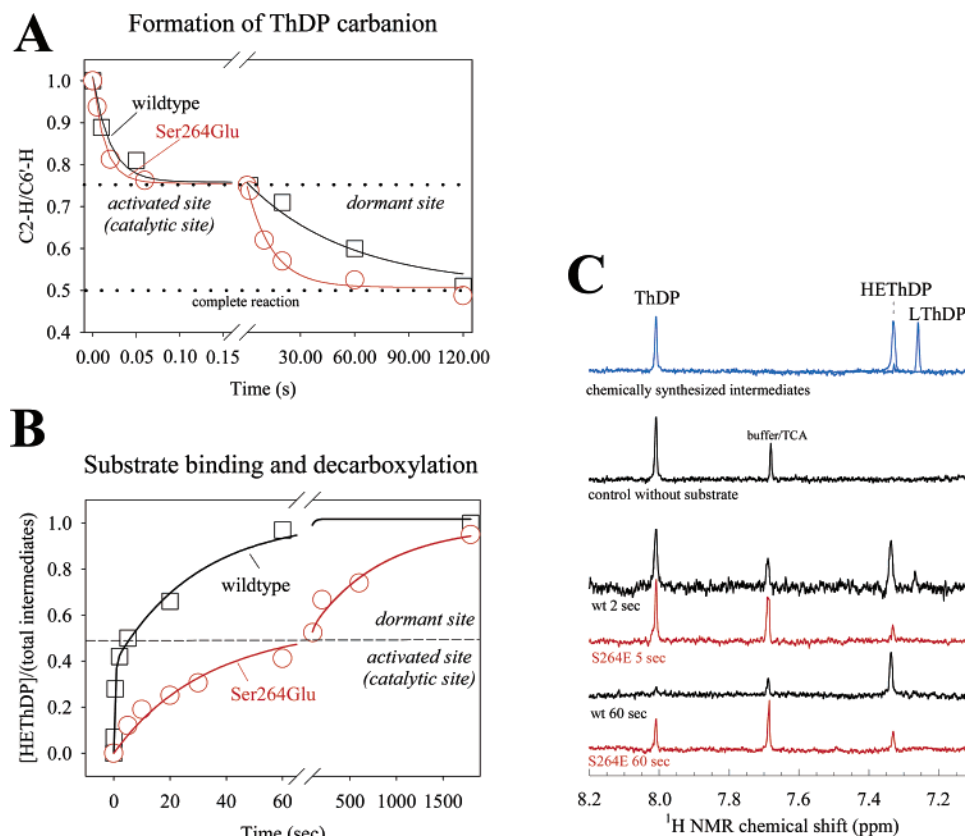 A
Formation of ThDP carbanion
C2-H/C6'-H
1.0
0.9
0.8
0.7
0.6
0.5
0.4
wildtype
Ser264Glu
activated site
(catalytic site)
dormant site
complete reaction
0.00 0.05 0.10 0.15 30.00 60.00 90.00 120.00
Time (s)
B
Substrate binding and decarboxylation
[HEThDP]/(total intermediates)
1.0
0.8
0.6
0.4
0.2
0.0
wildtype
dormant site
activated site
(catalytic site)
Ser264Glu
0 20 40 60 500 1000 1500
Time (sec)
C
ThDP
HEThDP
LThDP
chemically synthesized intermediates
buffer/TCA
control without substrate
wt 2 sec
S264E 5 sec
wt 60 sec
S264E 60 sec
8.2 8.0 7.8 7.6 7.4 7.2
¹H NMR chemical shift (ppm)